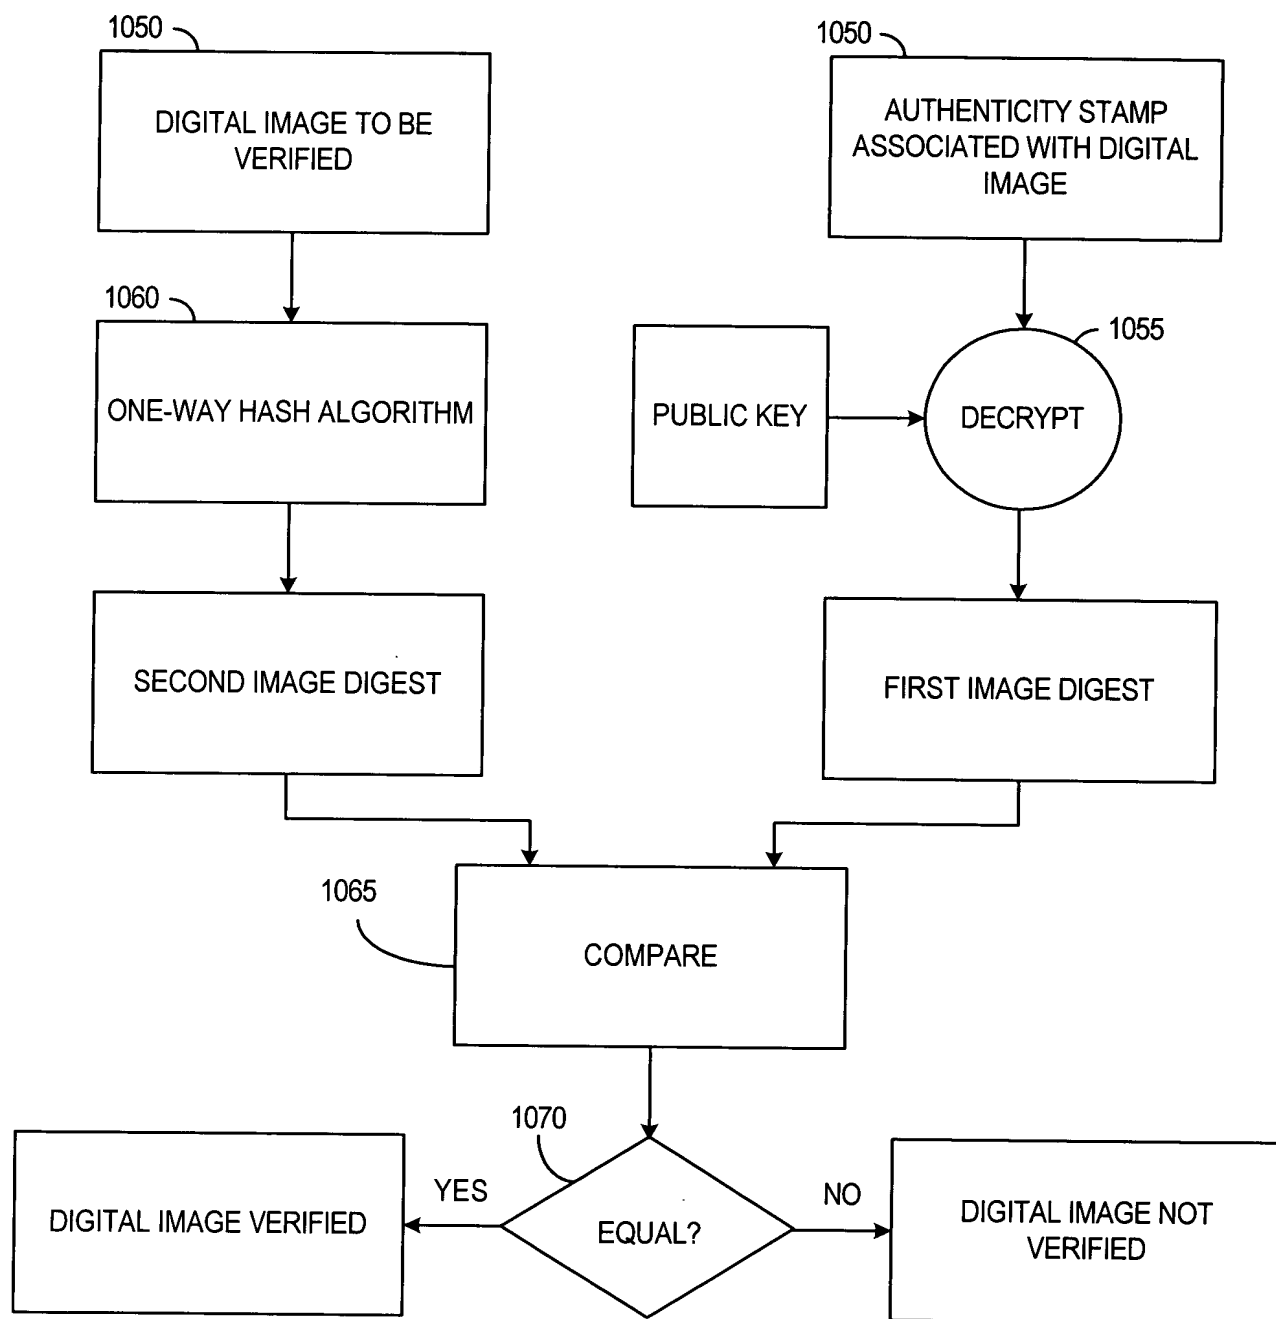 1050
DIGITAL IMAGE TO BE
VERIFIED
1050
AUTHENTICITY STAMP
ASSOCIATED WITH DIGITAL
IMAGE
1060
ONE-WAY HASH ALGORITHM
PUBLIC KEY
1055
DECRYPT
SECOND IMAGE DIGEST
FIRST IMAGE DIGEST
1065
COMPARE
1070
YES
NO
DIGITAL IMAGE VERIFIED
EQUAL?
DIGITAL IMAGE NOT
VERIFIED